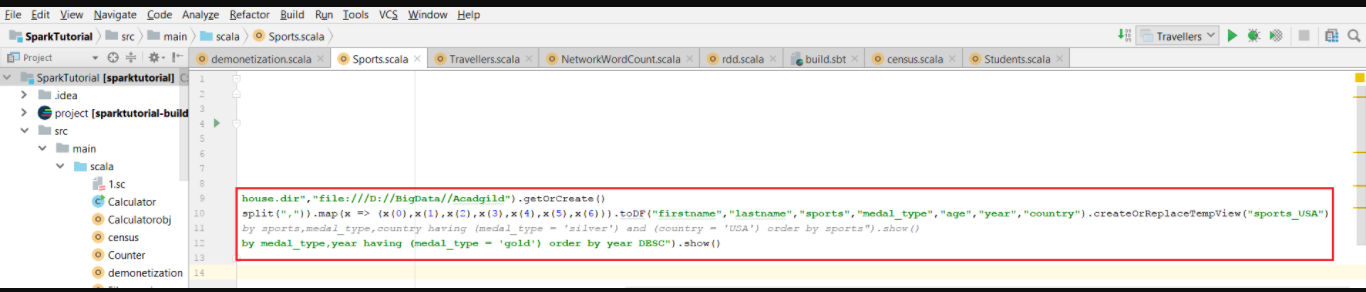 File Edit View Navigate Code Analyze Refactor Build Run Tools VCS Window Help
SparkTutorial src main scala Sports.scala Travellers
Project demonetization.scala Sports.scala Travellers.scala NetworkWordCount.scala rdd.scala build.sbt census.scala Students.scala
SparkTutorial [sparktutorial] 1
.idea 2
project [sparktutorial-build 3
4
src 5
main 6
scala 7
1.sc 8
Calculator 9 house.dir","file:///D://BigData//Acadgild").getOrCreate()
Calculatorobj 10 split(",")).map(x => (x(0),x(1),x(2),x(3),x(4),x(5),x(6))).toDF("firstname","lastname","sports","medal_type","age","year","country").createOrReplaceTempView("sports_USA")
census 11 by sports,medal_type,country having (medal_type = 'silver') and (country = 'USA') order by sports").show()
Counter 12 by medal_type,year having (medal_type = 'gold') order by year DESC").show()
13
demonetization 14